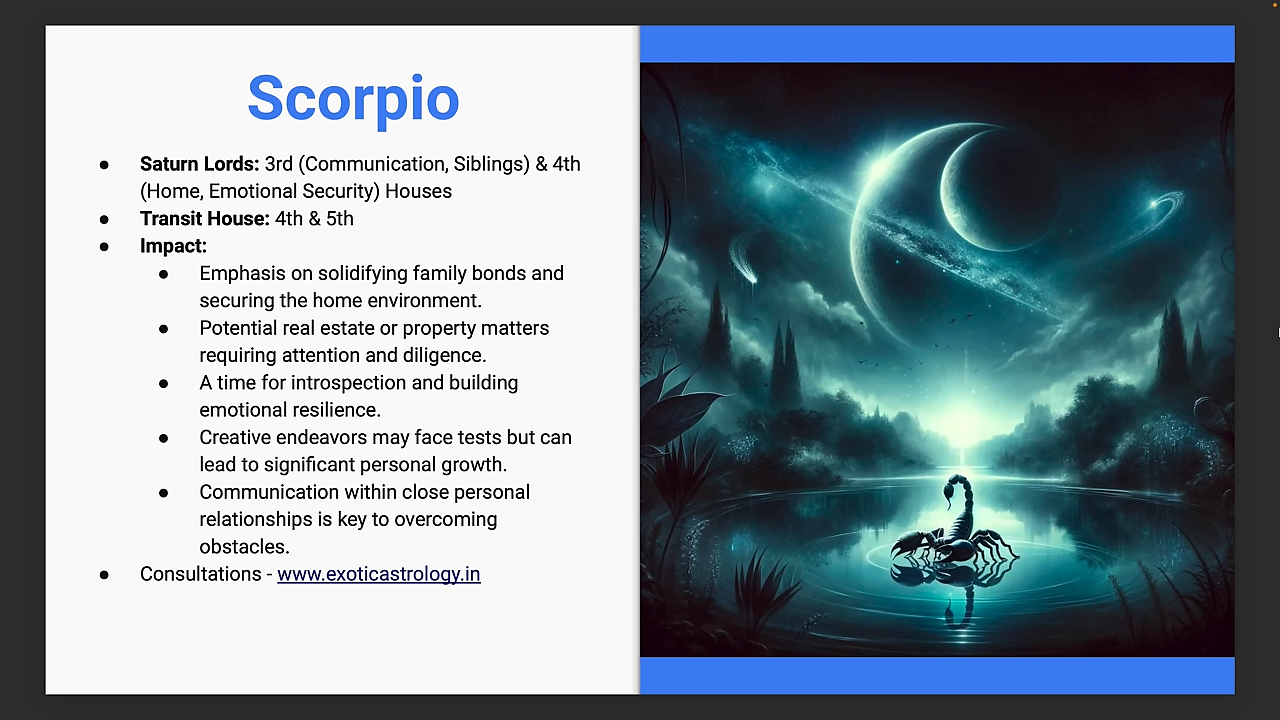 Scorpio
● Saturn Lords: 3rd (Communication, Siblings) & 4th
(Home, Emotional Security) Houses
● Transit House: 4th & 5th
● Impact:
● Emphasis on solidifying family bonds and
securing the home environment.
● Potential real estate or property matters
requiring attention and diligence.
● A time for introspection and building
emotional resilience.
● Creative endeavors may face tests but can
lead to significant personal growth.
● Communication within close personal
relationships is key to overcoming
obstacles.
● Consultations - www.exoticastrology.in